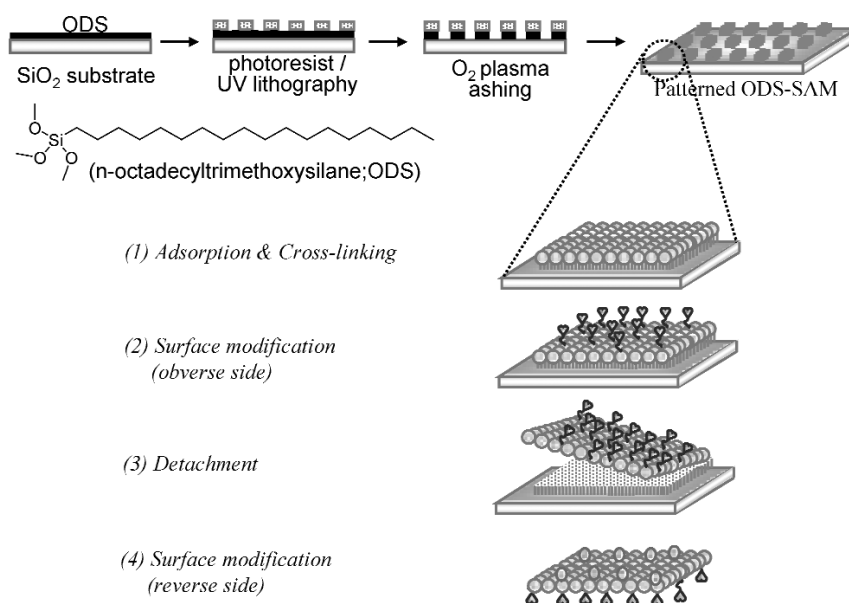 ODS
SiO2 substrate
photoresist /
UV lithography
O2 plasma
ashing
Patterned ODS-SAM
O
Si
O
O
(n-octadecyltrimethoxysilane;ODS)
(1) Adsorption & Cross-linking
(2) Surface modification
(obverse side)
(3) Detachment
(4) Surface modification
(reverse side)